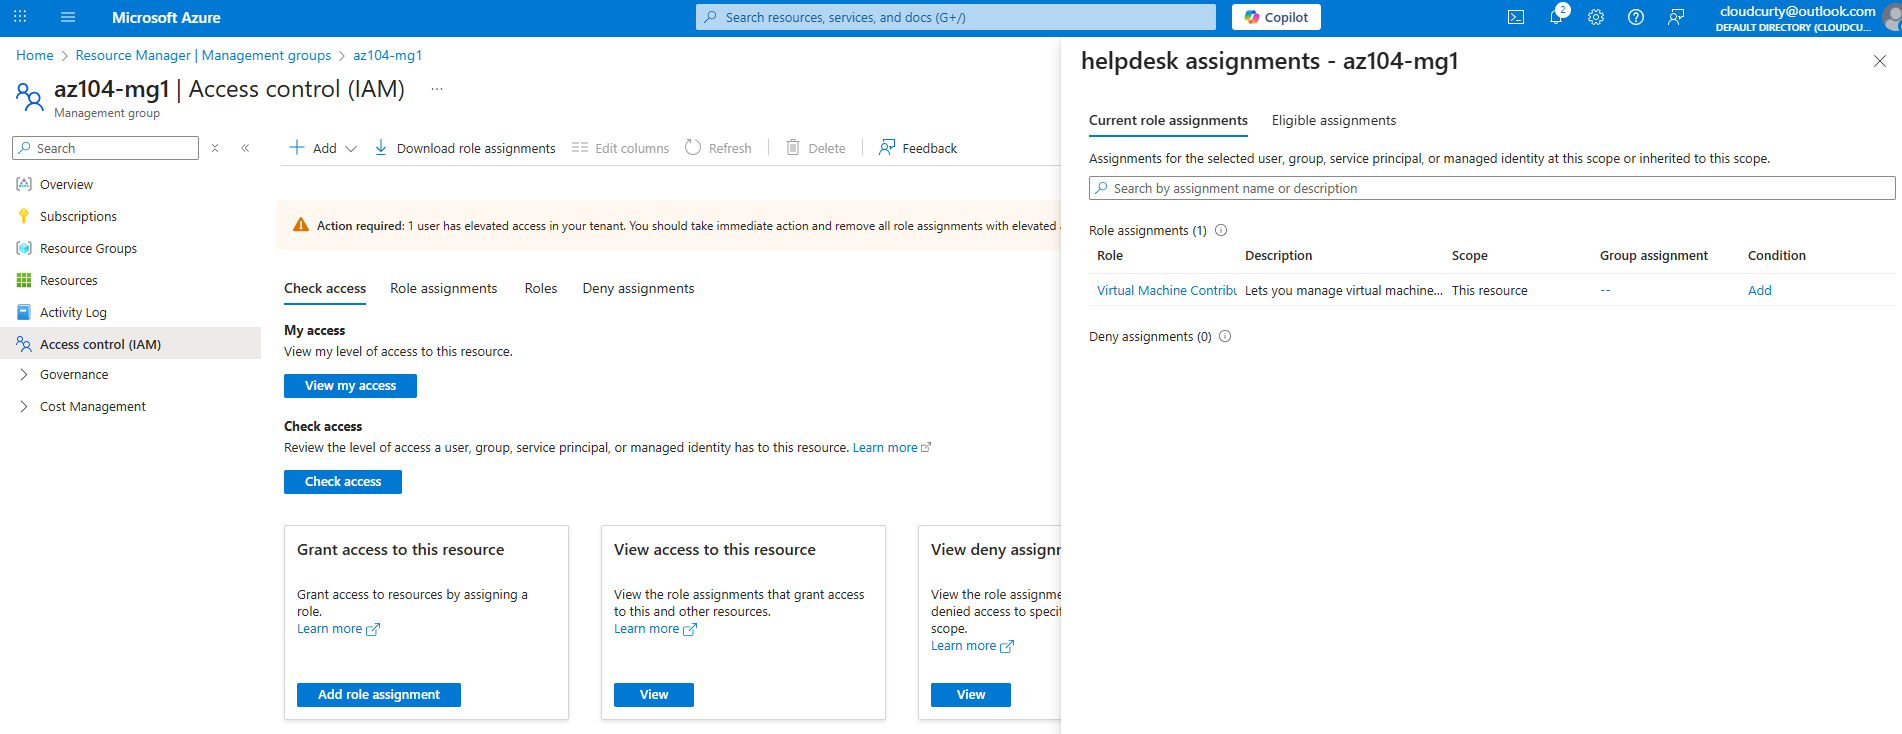 Microsoft Azure
Search resources, services, and docs (G+/)
Copilot
2
cloudcurty@outlook.com
DEFAULT DIRECTORY (CLOUDCU...
Home > Resource Manager | Management groups > az104-mg1
az104-mg1 | Access control (IAM) ...
Management group
Search
Overview
Subscriptions
Resource Groups
Resources
Activity Log
Access control (IAM)
Governance
Cost Management
Add
Download role assignments
Edit columns
Refresh
Delete
Feedback
Action required: 1 user has elevated access in your tenant. You should take immediate action and remove all role assignments with elevated
Check access
Role assignments
Roles
Deny assignments
My access
View my level of access to this resource.
View my access
Check access
Review the level of access a user, group, service principal, or managed identity has to this resource. Learn more
Check access
Grant access to this resource
Grant access to resources by assigning a
role.
Learn more
Add role assignment
View access to this resource
View the role assignments that grant access
to this and other resources.
Learn more
View
View deny assignm
View the role assignme
denied access to specif
scope.
Learn more
View
helpdesk assignments - az104-mg1
Current role assignments
Eligible assignments
Assignments for the selected user, group, service principal, or managed identity at this scope or inherited to this scope.
Search by assignment name or description
Role assignments (1)
Role Description Scope Group assignment Condition
Virtual Machine Contribu Lets you manage virtual machine... This resource -- Add
Deny assignments (0)